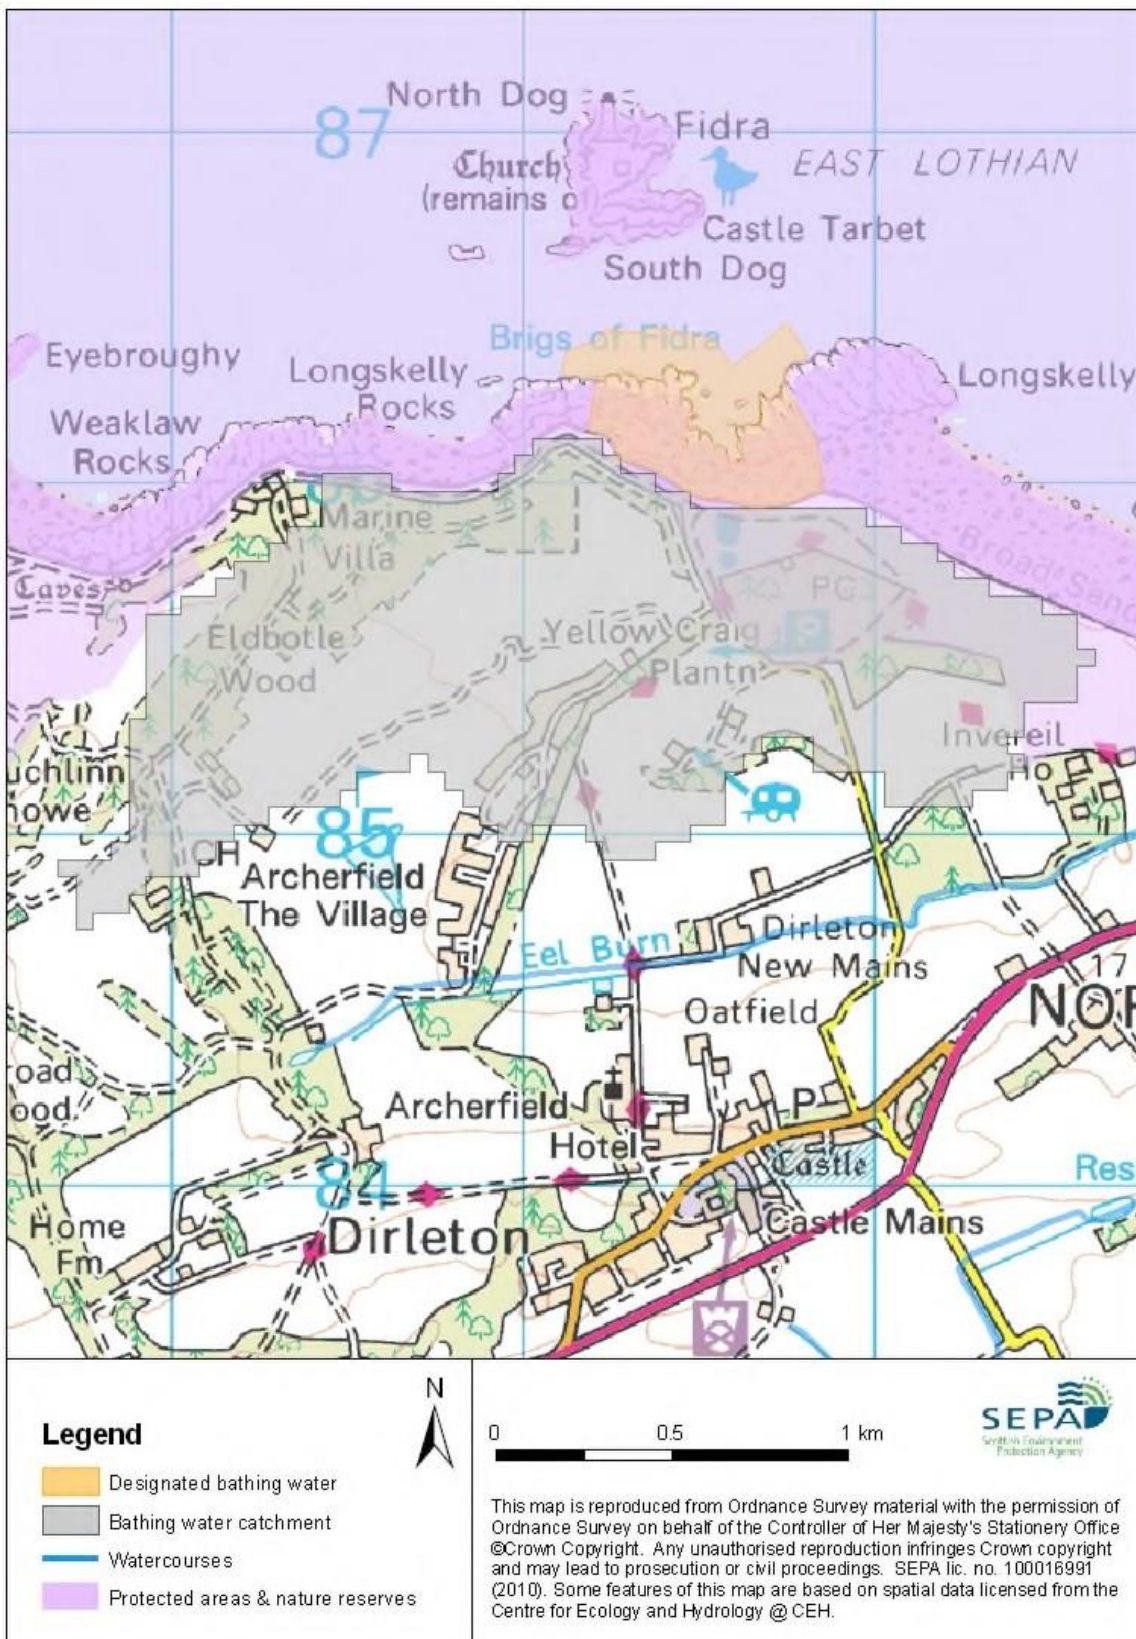 North Dog
87
Fidra
Church
(remains o
EAST LOTHIAN
Castle Tarbet
South Dog
Brigs of Fidra
Eyebroughy
Longskelly
Rocks
Longskelly
Weaklaw
Rocks
Marine
Villa
Broad Sand
Caves
PC
Eldbotle
Wood
Yellow Craig
Plantn
P
Invereil
Ho
uchlinn
nowe
85
CH
Archerfield
The Village
Eel Burn
Dirleton
New Mains
17
NOR
Oatfield
oad
ood
Archerfield
P
Hotel
Castle
84
Res
Home
Fm
Dirleton
Castle Mains
Legend
Designated bathing water
Bathing water catchment
Watercourses
Protected areas & nature reserves
N
0 0.5 1 km
SEPA
Scottish Environment
Protection Agency
This map is reproduced from Ordnance Survey material with the permission of
Ordnance Survey on behalf of the Controller of Her Majesty's Stationery Office
©Crown Copyright. Any unauthorised reproduction infringes Crown copyright
and may lead to prosecution or civil proceedings. SEPA lic. no. 100016991
(2010). Some features of this map are based on spatial data licensed from the
Centre for Ecology and Hydrology @ CEH.